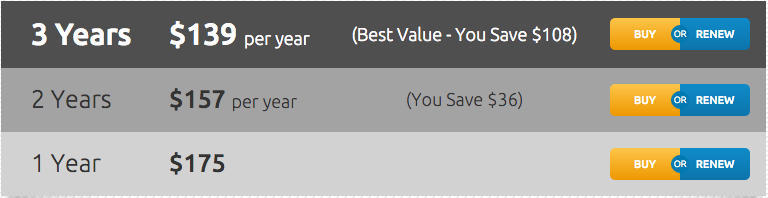 3 Years $139 per year (Best Value - You Save $108) BUY OR RENEW
2 Years $157 per year (You Save $36) BUY OR RENEW
1 Year $175 BUY OR RENEW